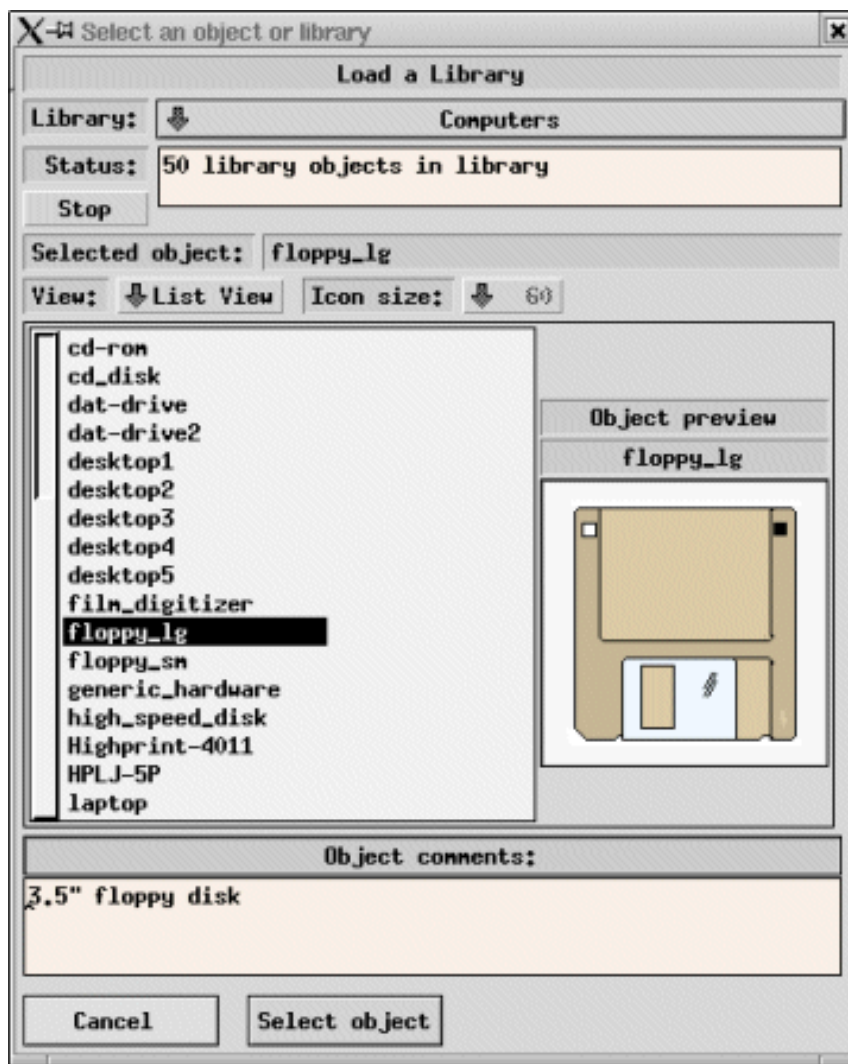 Select an object or library
Load a Library
Library: Computers
Status: 50 library objects in library
Stop
Selected object: floppy_lg
View: List View Icon size: 60
cd-rom
cd_disk
dat-drive
dat-drive2
desktop1
desktop2
desktop3
desktop4
desktop5
film_digitizer
floppy_lg
floppy_sm
generic_hardware
high_speed_disk
Highprint-4011
HPLJ-5P
laptop
Object preview
floppy_lg
Object comments:
3.5" floppy disk
Cancel Select object